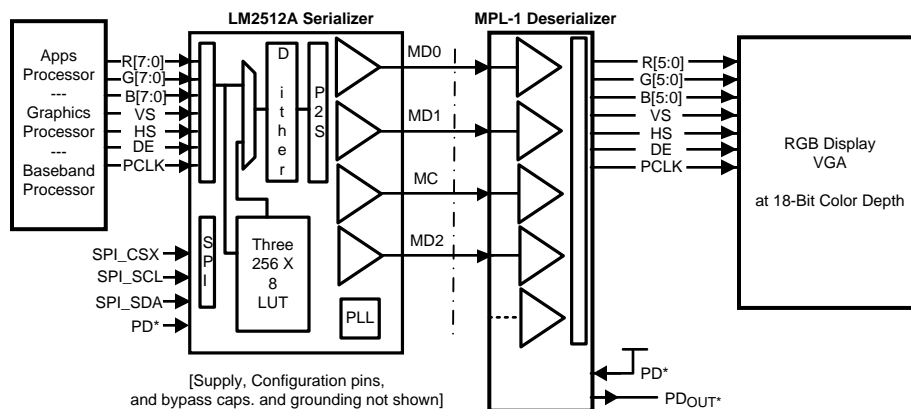 LM2512A Serializer
MPL-1 Deserializer
Apps
Processor
---
Graphics
Processor
---
Baseband
Processor
R[7:0]
G[7:0]
B[7:0]
VS
HS
DE
PCLK
SPI_CSX
SPI_SCL
SPI_SDA
PD*
SPI
Dither
P2S
Three
256 X
8
LUT
PLL
MD0
MD1
MC
MD2
R[5:0]
G[5:0]
B[5:0]
VS
HS
DE
PCLK
RGB Display
VGA
at 18-Bit Color Depth
PD*
PDOUT*
[Supply, Configuration pins,
and bypass caps. and grounding not shown]